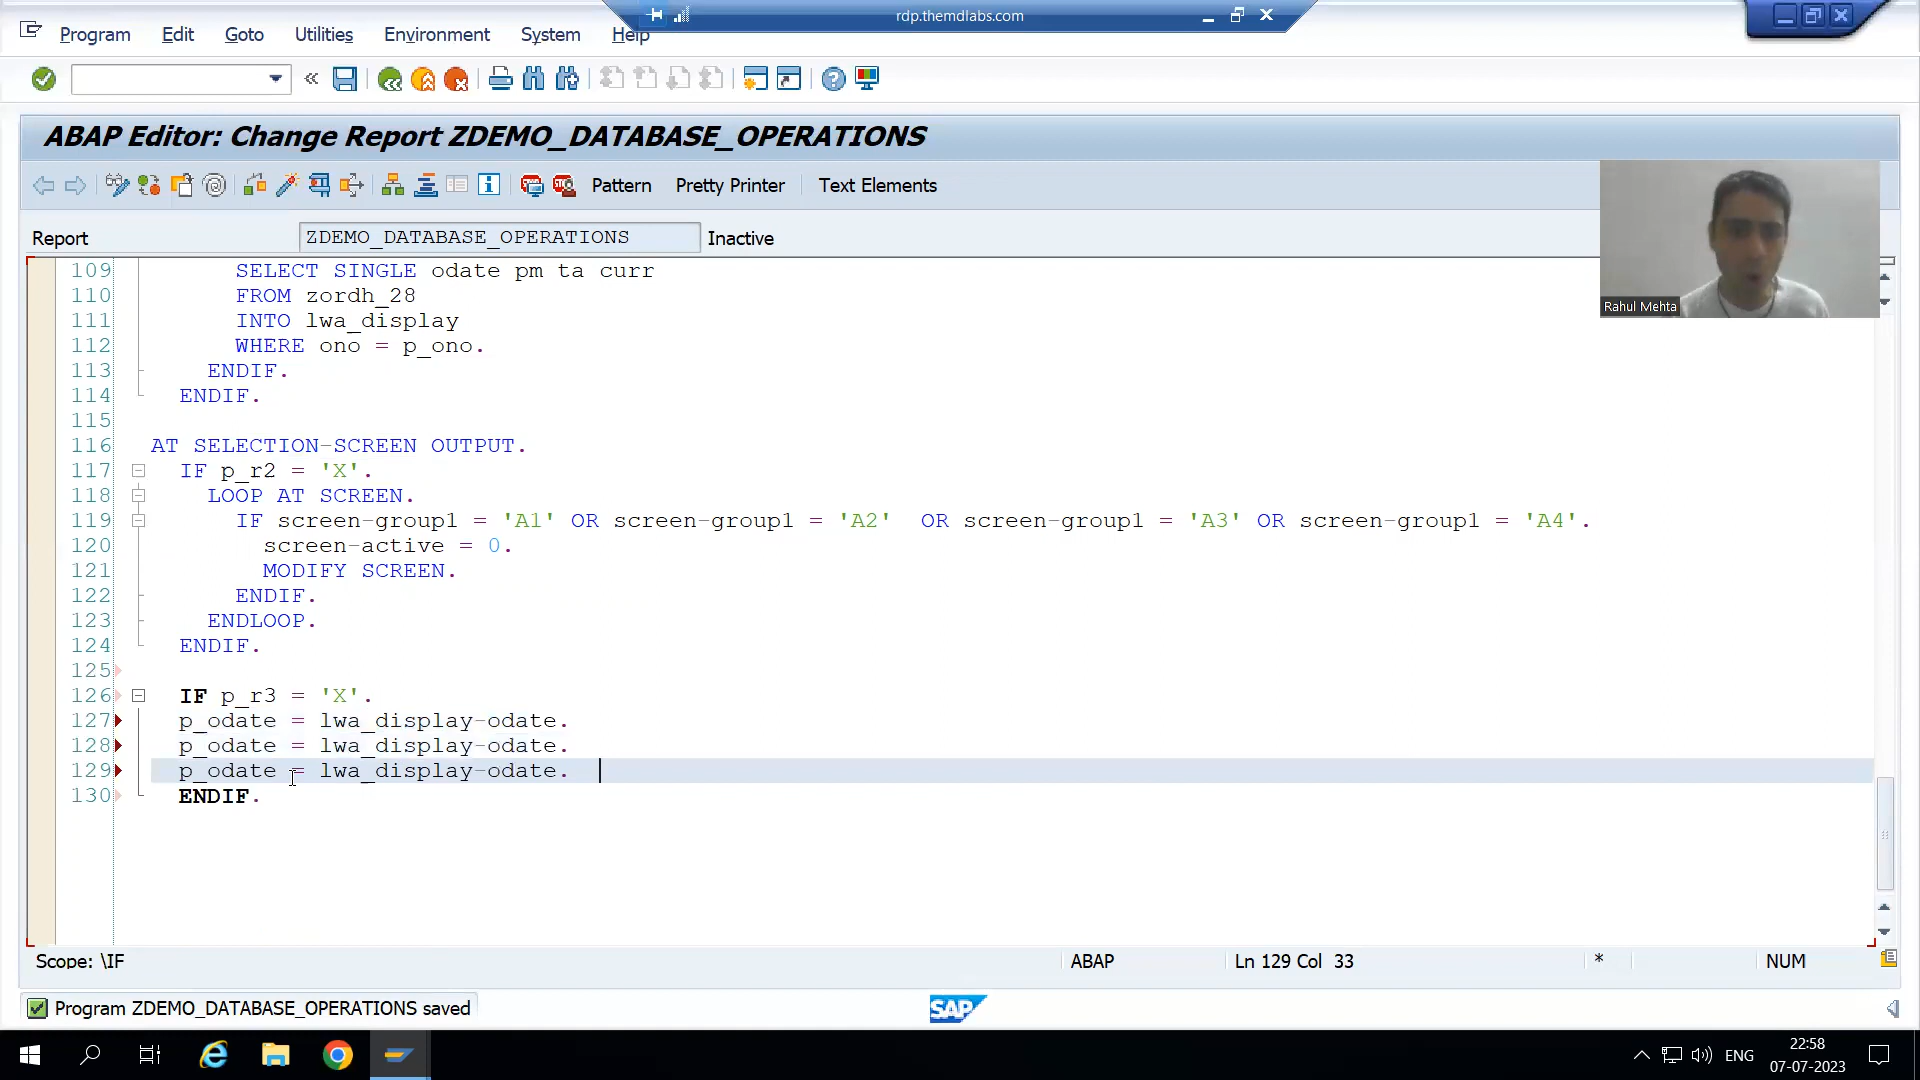 rdp.themdlabs.com
Program Edit Goto Utilities Environment System Help
ABAP Editor: Change Report ZDEMO_DATABASE_OPERATIONS
Pattern Pretty Printer Text Elements
Report ZDEMO_DATABASE_OPERATIONS Inactive
Rahul Mehta
109 SELECT SINGLE odate pm ta curr
110 FROM zordh_28
111 INTO lwa_display
112 WHERE ono = p_ono.
113 ENDIF.
114 ENDIF.
115
116 AT SELECTION-SCREEN OUTPUT.
117 IF p_r2 = 'X'.
118 LOOP AT SCREEN.
119 IF screen-group1 = 'A1' OR screen-group1 = 'A2' OR screen-group1 = 'A3' OR screen-group1 = 'A4'.
120 screen-active = 0.
121 MODIFY SCREEN.
122 ENDIF.
123 ENDLOOP.
124 ENDIF.
125
126 IF p_r3 = 'X'.
127 p_odate = lwa_display-odate.
128 p_odate = lwa_display-odate.
129 p_odate = lwa_display-odate.
130 ENDIF.
Scope: \IF ABAP Ln 129 Col 33 * NUM
Program ZDEMO_DATABASE_OPERATIONS saved
SAP
ENG
22:58
07-07-2023